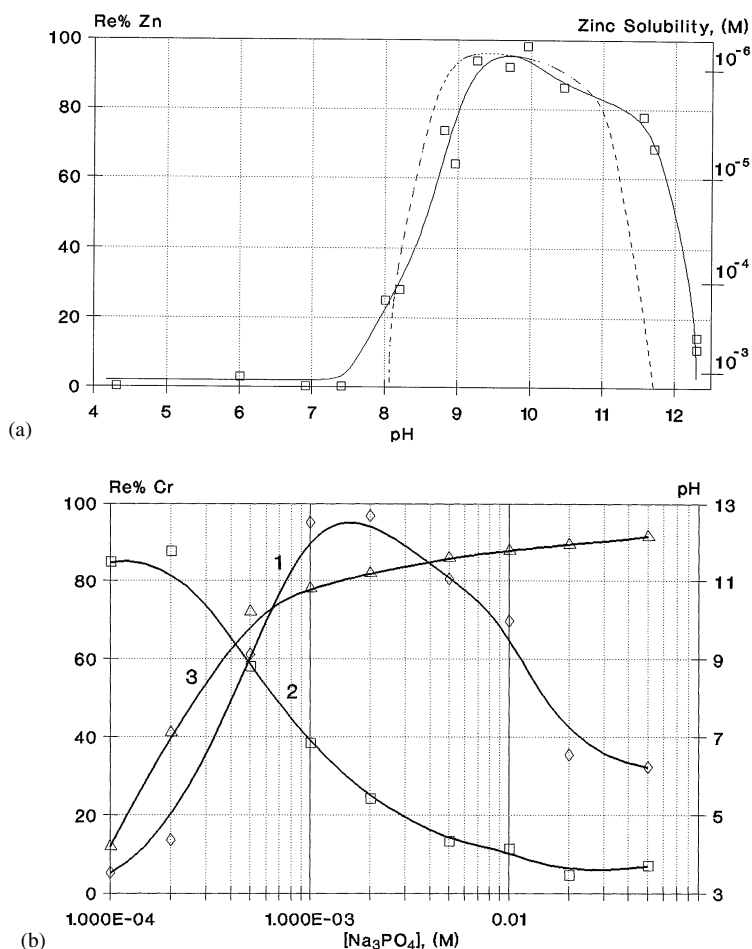 Re% Zn
Zinc Solubility, (M)
100
80
60
40
20
0
10⁻⁶
10⁻⁵
10⁻⁴
10⁻³
4 5 6 7 8 9 10 11 12
pH
(a)
Re% Cr
pH
100
80
60
40
20
0
13
11
9
7
5
3
1
2
3
1.000E-04 1.000E-03 0.01
[Na₃PO₄], (M)
(b)